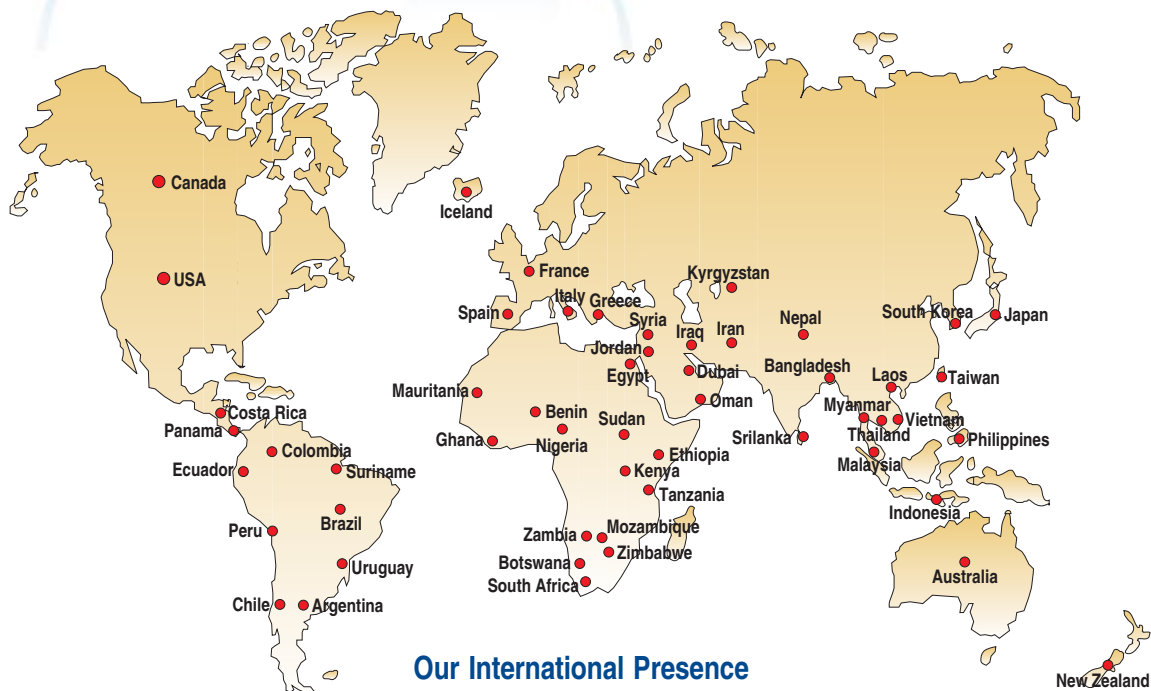 Canada
Iceland
USA
France
Kyrgyzstan
Italy
Greece
Spain
Syria
Iraq
Iran
Nepal
South Korea
Japan
Jordan
Egypt
Dubai
Bangladesh
Laos
Taiwan
Mauritania
Oman
Myanmar
Costa Rica
Benin
Sudan
Vietnam
Panama
Ghana
Nigeria
Srilanka
Thailand
Philippines
Colombia
Ethiopia
Malaysia
Ecuador
Suriname
Kenya
Tanzania
Indonesia
Brazil
Peru
Zambia
Mozambique
Zimbabwe
Uruguay
Botswana
Australia
South Africa
Chile
Argentina
Our International Presence
New Zealand